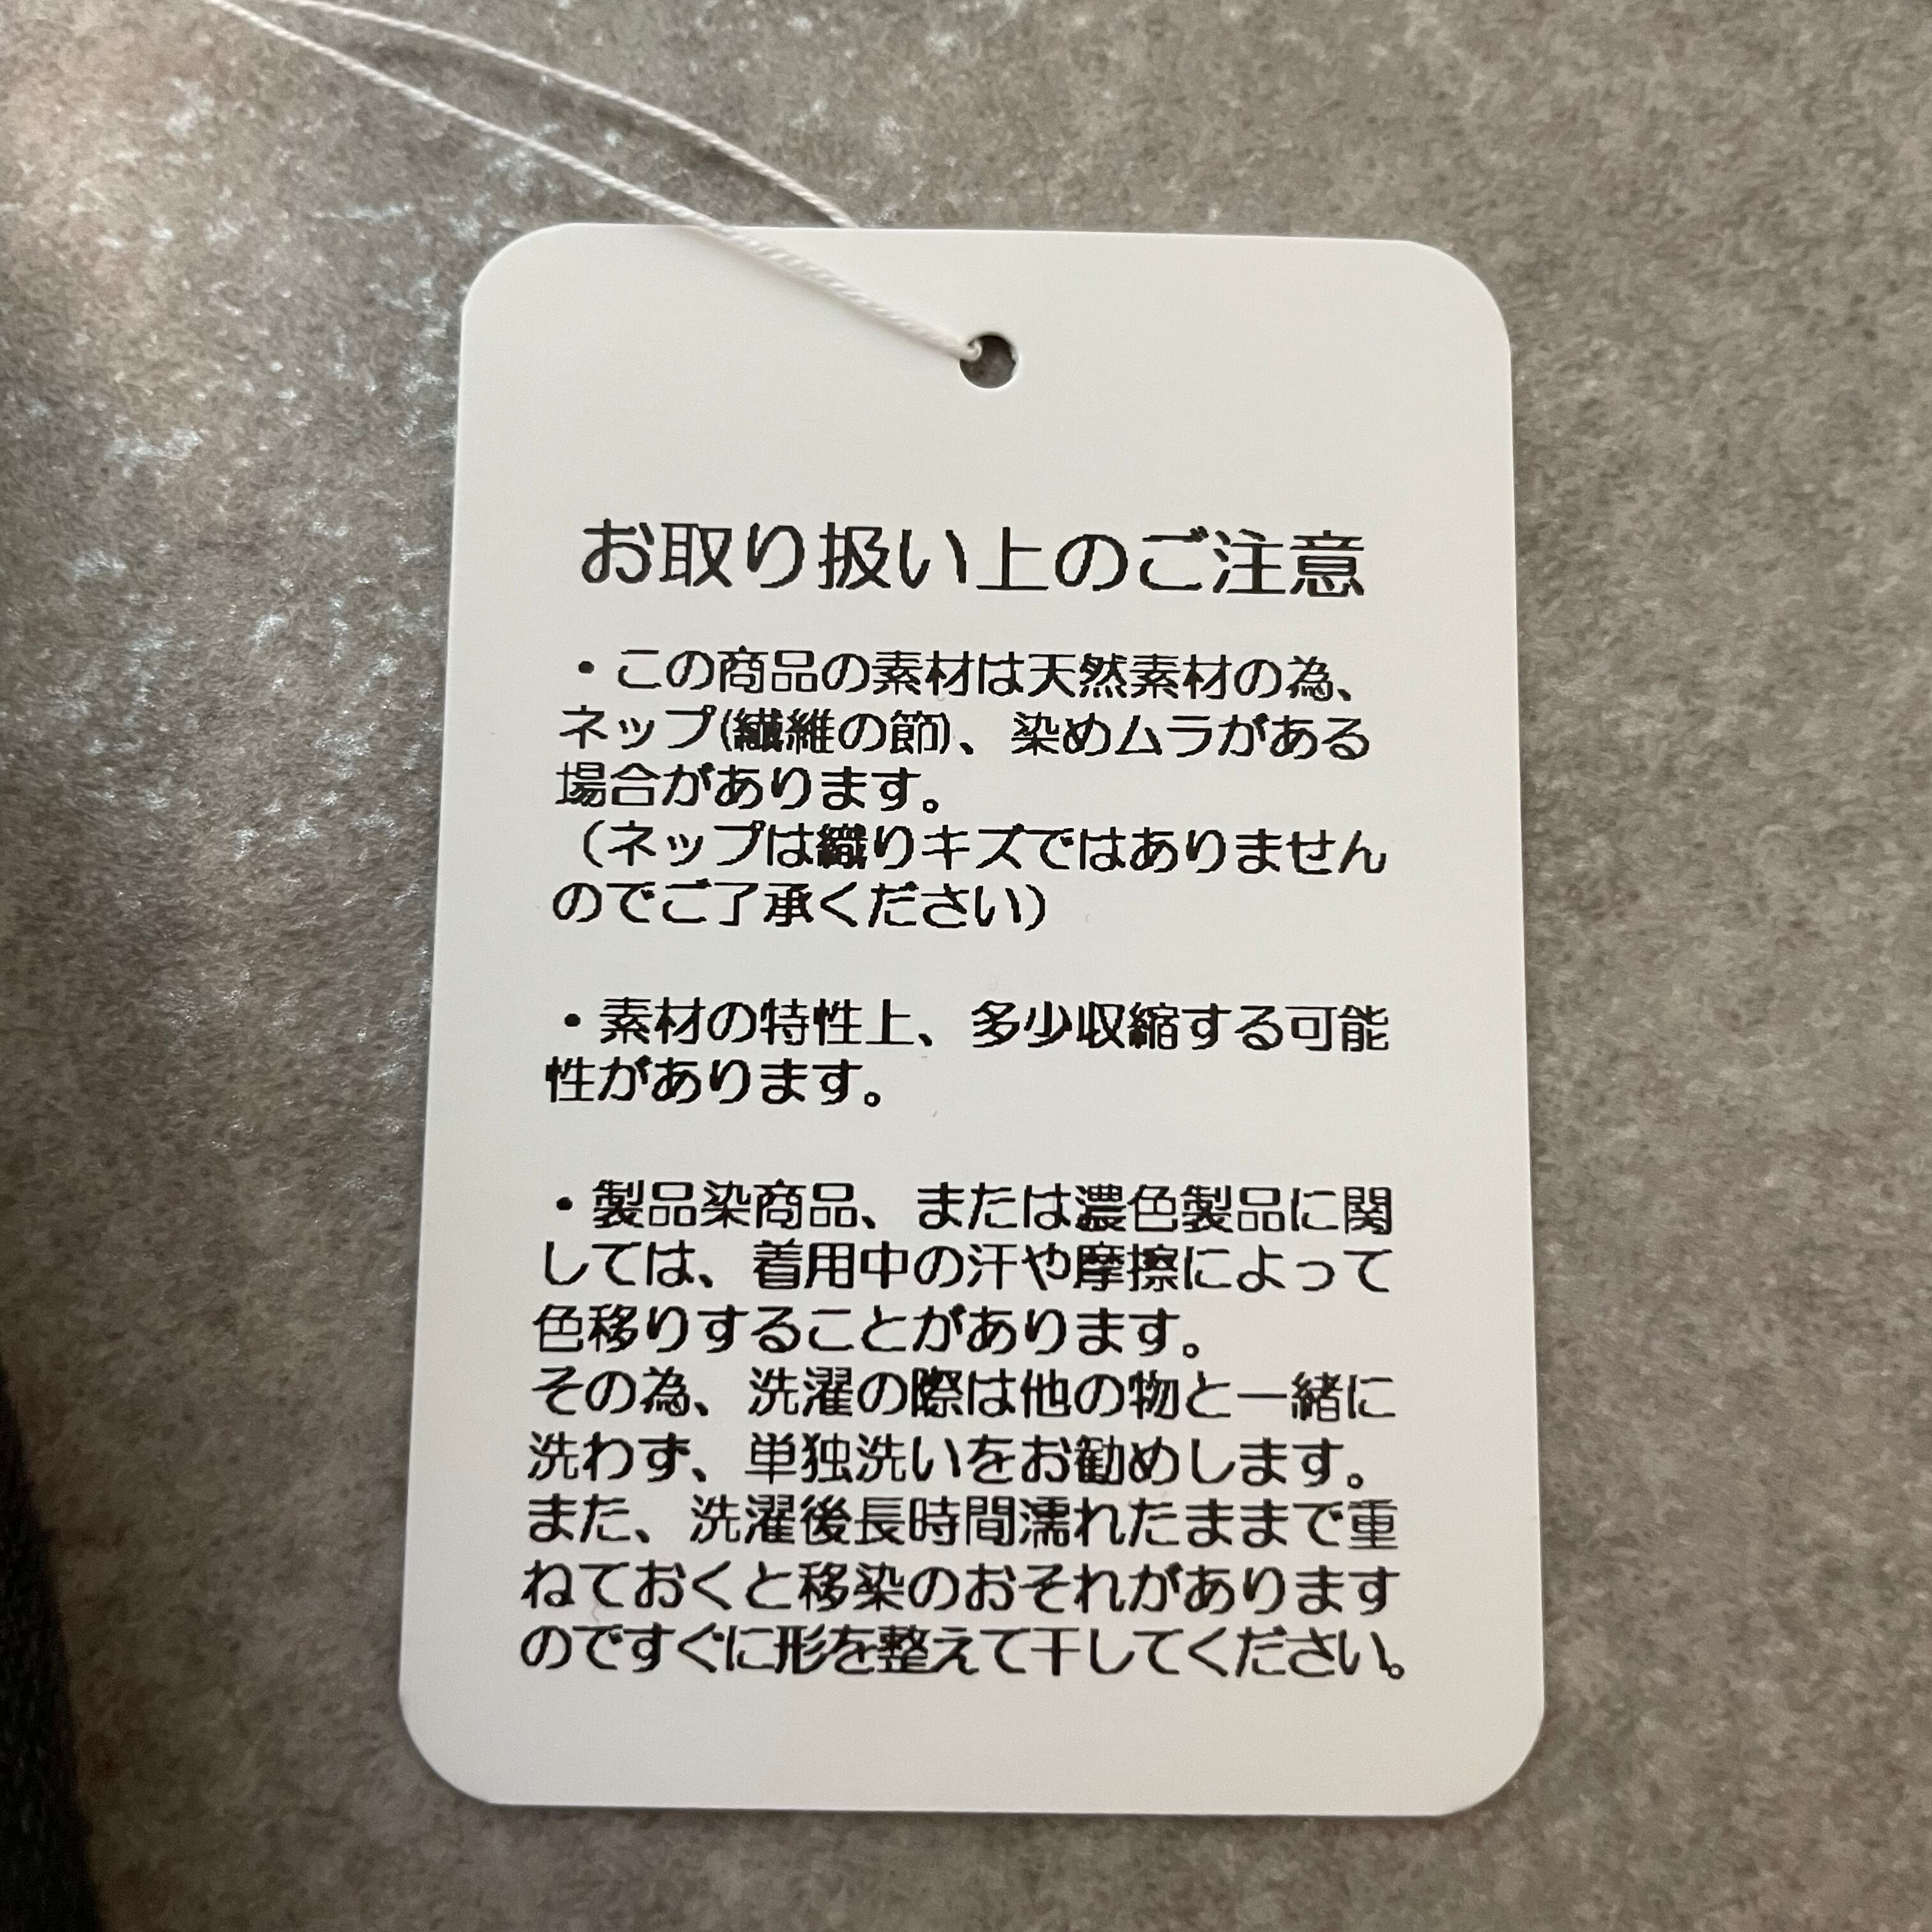 お取り扱い上のご注意
・この商品の素材は天然素材の為、
ネップ(繊維の節)、染めムラがある
場合があります。
（ネップは織りキズではありません
のでご了承ください）
・素材の特性上、多少収縮する可能
性があります。
・製品染商品、または濃色製品に関
しては、着用中の汗や摩擦によって
色移りすることがあります。
その為、洗濯の際は他の物と一緒に
洗わず、単独洗いをお勧めします。
また、洗濯後長時間濡れたままで重
ねておくと移染のおそれがあります
のですぐに形を整えて干してください。